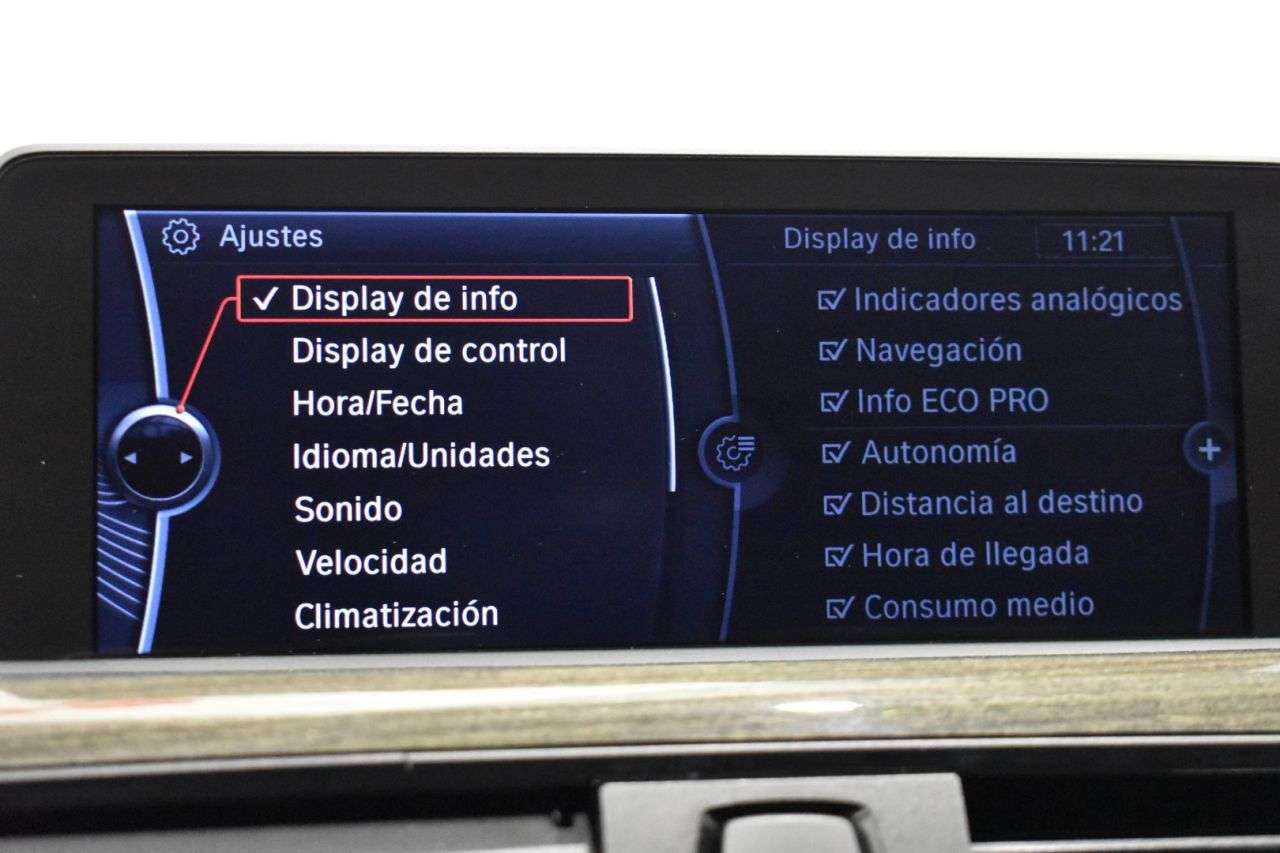 Ajustes
Display de info
Display de control
Hora/Fecha
Idioma/Unidades
Sonido
Velocidad
Climatización
Display de info 11:21
Indicadores analógicos
Navegación
Info ECO PRO
Autonomía
Distancia al destino
Hora de llegada
Consumo medio